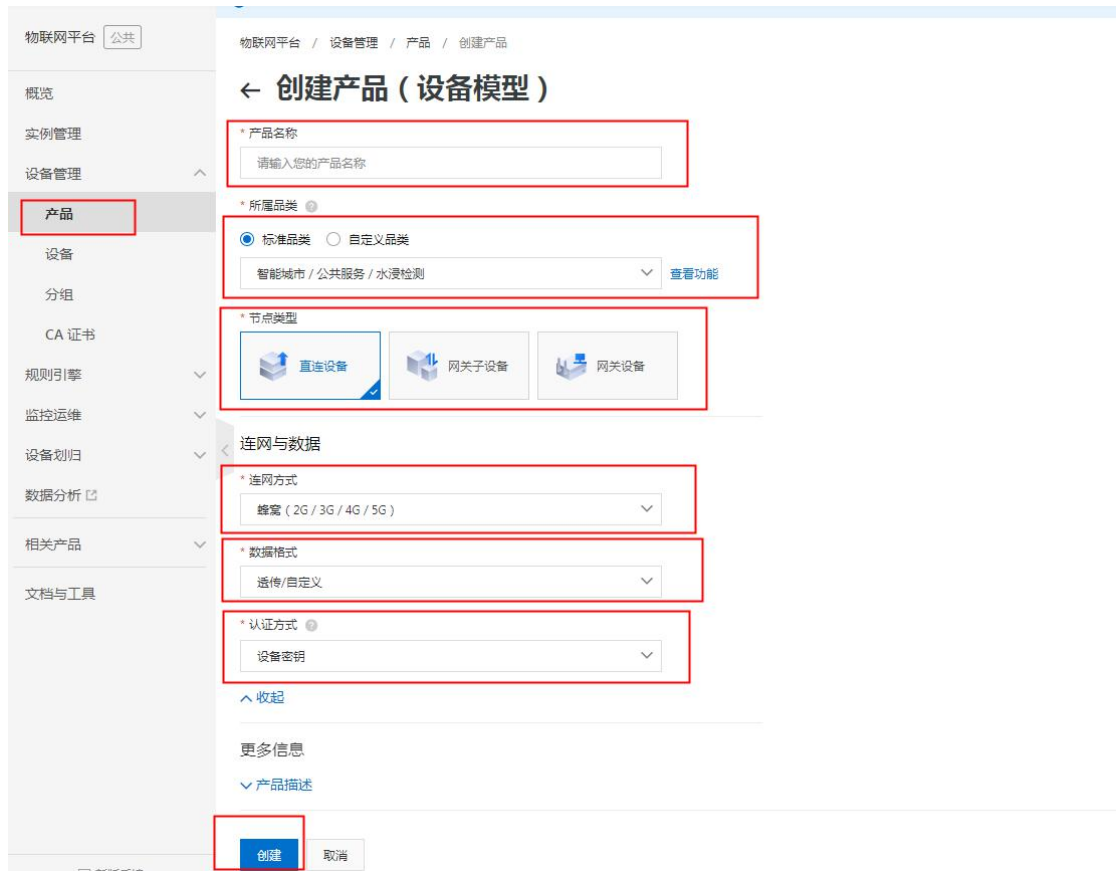 物联网平台 公共
概览
实例管理
设备管理
产品
设备
分组
CA 证书
规则引擎
监控运维
设备划归
数据分析
相关产品
文档与工具
物联网平台 / 设备管理 / 产品 / 创建产品
← 创建产品（设备模型）
* 产品名称
请输入您的产品名称
* 所属品类
标准品类 自定义品类
智能城市 / 公共服务 / 水浸检测 查看功能
* 节点类型
直连设备 网关子设备 网关设备
连网与数据
* 连网方式
蜂窝（2G / 3G / 4G / 5G）
* 数据格式
透传/自定义
* 认证方式
设备密钥
收起
更多信息
产品描述
创建 取消